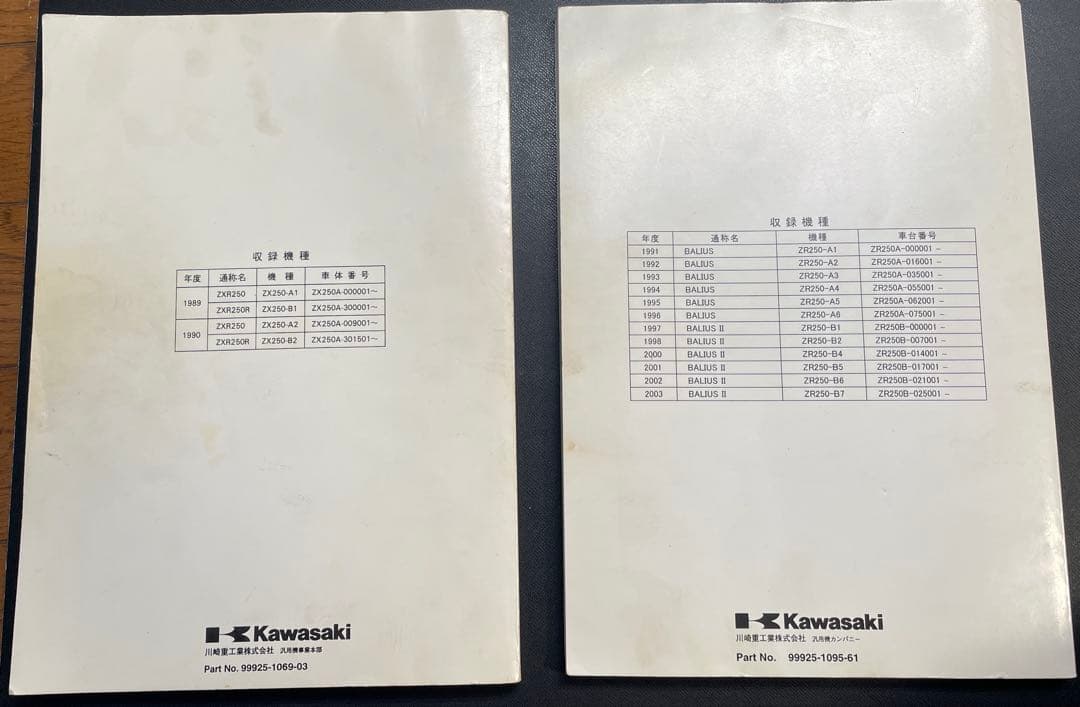 収録機種
年度 通称名 機種 車体番号
1989 ZXR250 ZX250-A1 ZX250A-000001～
ZXR250R ZX250-B1 ZX250A-300001～
1990 ZXR250 ZX250-A2 ZX250A-009001～
ZXR250R ZX250-B2 ZX250A-301501～
Kawasaki
川崎重工業株式会社 汎用機事業本部
Part No. 99925-1069-03
収録機種
年度 通称名 機種 車台番号
1991 BALIUS ZR250-A1 ZR250A-000001 ～
1992 BALIUS ZR250-A2 ZR250A-016001 ～
1993 BALIUS ZR250-A3 ZR250A-035001 ～
1994 BALIUS ZR250-A4 ZR250A-055001 ～
1995 BALIUS ZR250-A5 ZR250A-062001 ～
1996 BALIUS ZR250-A6 ZR250A-075001 ～
1997 BALIUS Ⅱ ZR250-B1 ZR250B-000001 ～
1998 BALIUS Ⅱ ZR250-B2 ZR250B-007001 ～
2000 BALIUS Ⅱ ZR250-B4 ZR250B-014001 ～
2001 BALIUS Ⅱ ZR250-B5 ZR250B-017001 ～
2002 BALIUS Ⅱ ZR250-B6 ZR250B-021001 ～
2003 BALIUS Ⅱ ZR250-B7 ZR250B-025001 ～
Kawasaki
川崎重工業株式会社 汎用機カンパニー
Part No. 99925-1095-61